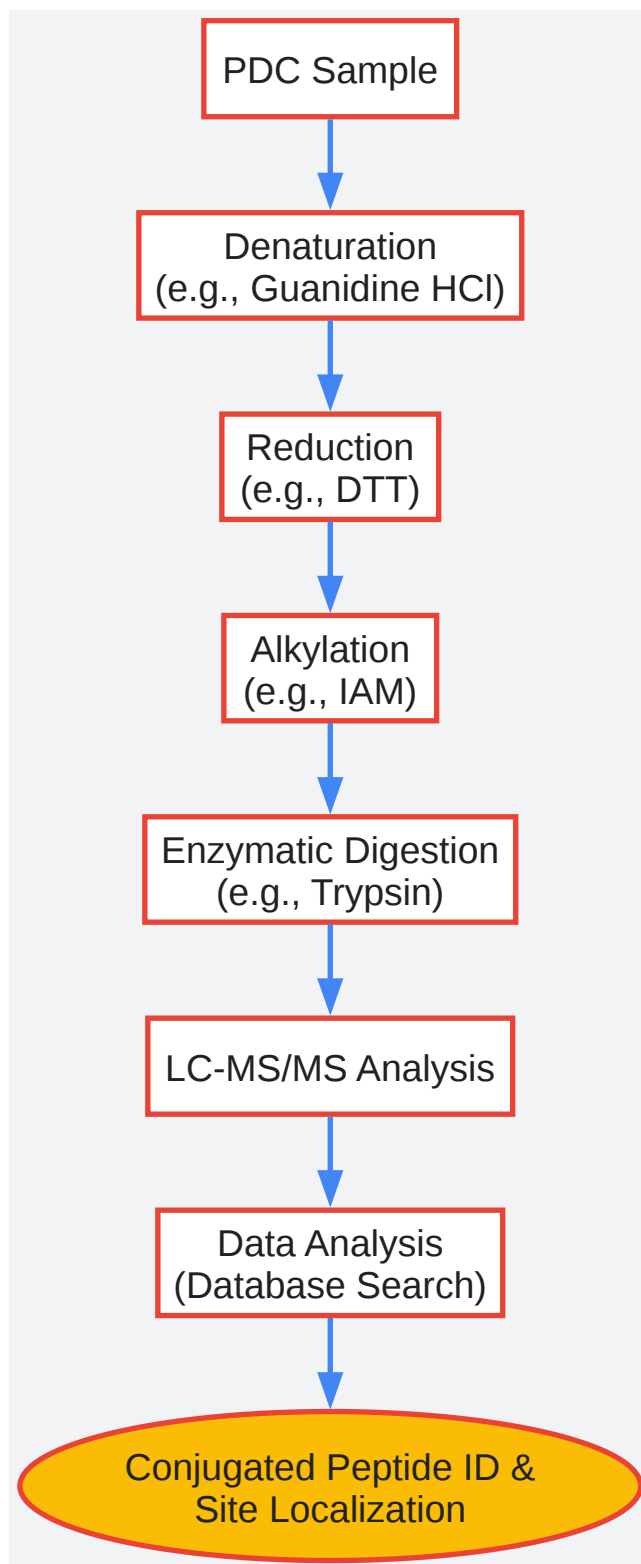 PDC Sample
Denaturation
(e.g., Guanidine HCl)
Reduction
(e.g., DTT)
Alkylation
(e.g., IAM)
Enzymatic Digestion
(e.g., Trypsin)
LC-MS/MS Analysis
Data Analysis
(Database Search)
Conjugated Peptide ID &
Site Localization